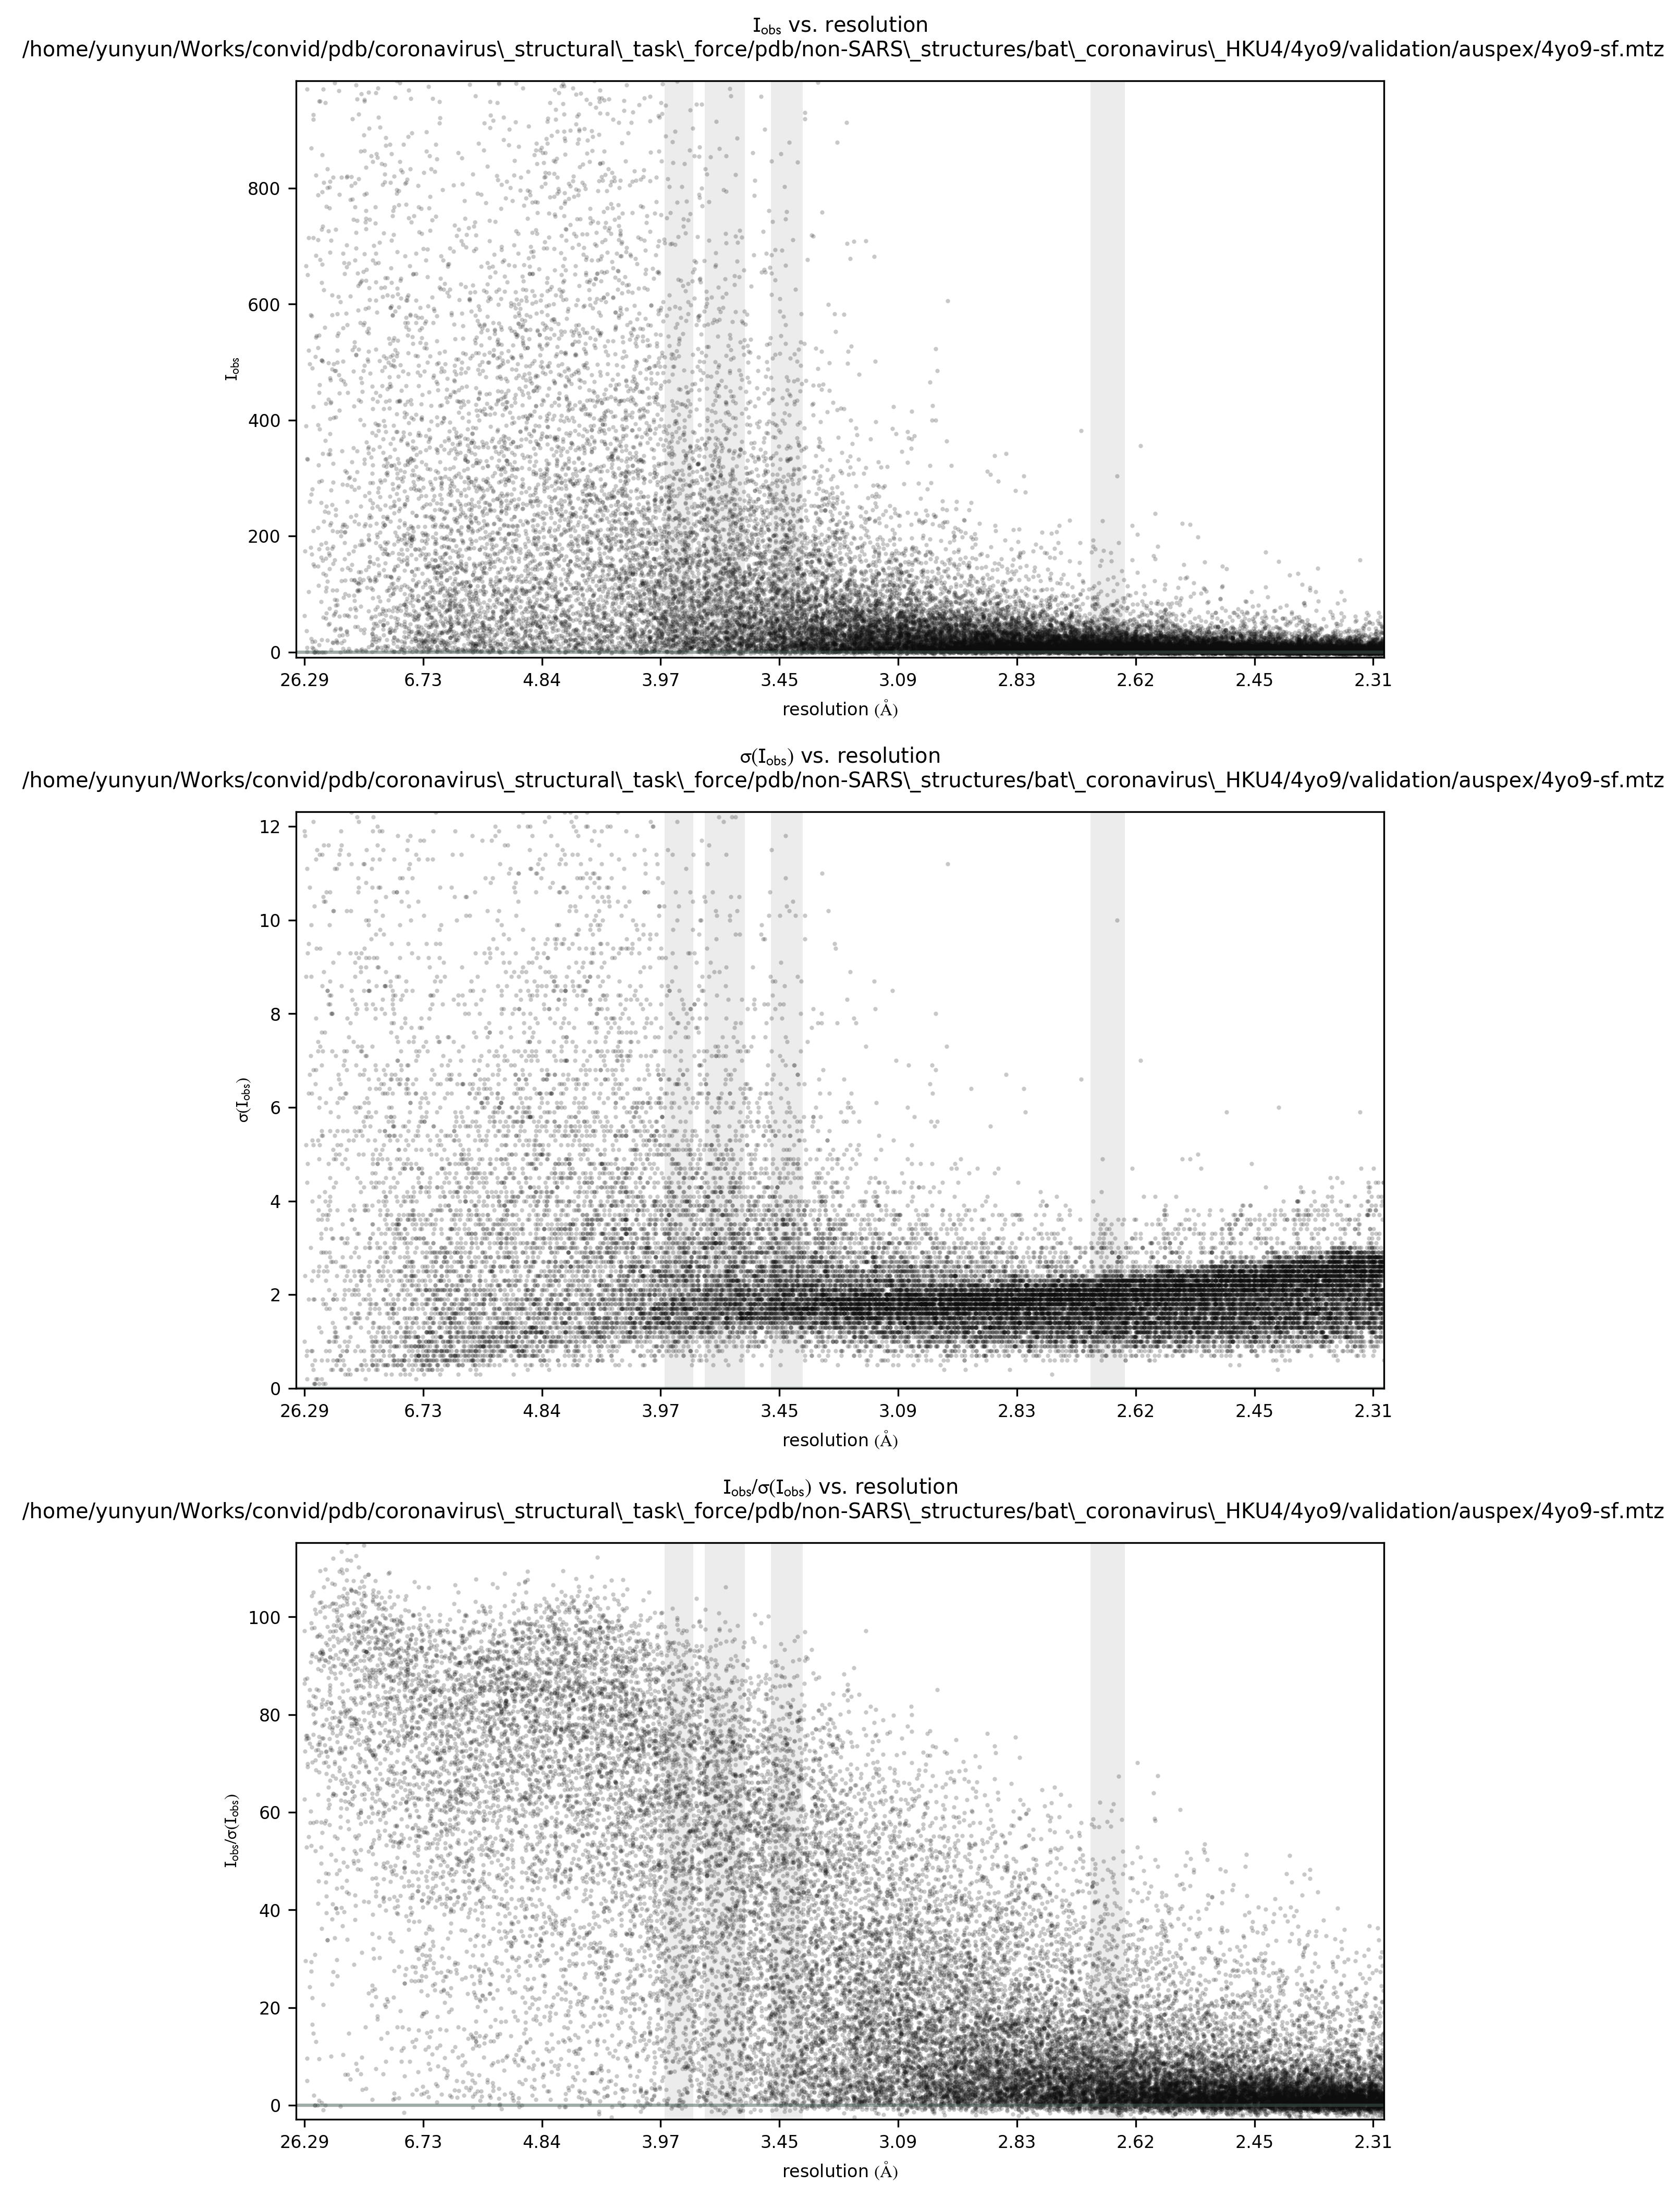 Iobs vs. resolution
/home/yunyun/Works/convid/pdb/coronavirus\_structural\_task\_force/pdb/non-SARS\_structures/bat\_coronavirus\_HKU4/4yo9/validation/auspex/4yo9-sf.mtz
800
600
400
200
0
Iobs
26.29 6.73 4.84 3.97 3.45 3.09 2.83 2.62 2.45 2.31
resolution (Å)
σ(Iobs) vs. resolution
/home/yunyun/Works/convid/pdb/coronavirus\_structural\_task\_force/pdb/non-SARS\_structures/bat\_coronavirus\_HKU4/4yo9/validation/auspex/4yo9-sf.mtz
12
10
8
6
4
2
0
σ(Iobs)
26.29 6.73 4.84 3.97 3.45 3.09 2.83 2.62 2.45 2.31
resolution (Å)
Iobs/σ(Iobs) vs. resolution
/home/yunyun/Works/convid/pdb/coronavirus\_structural\_task\_force/pdb/non-SARS\_structures/bat\_coronavirus\_HKU4/4yo9/validation/auspex/4yo9-sf.mtz
100
80
60
40
20
0
Iobs/σ(Iobs)
26.29 6.73 4.84 3.97 3.45 3.09 2.83 2.62 2.45 2.31
resolution (Å)